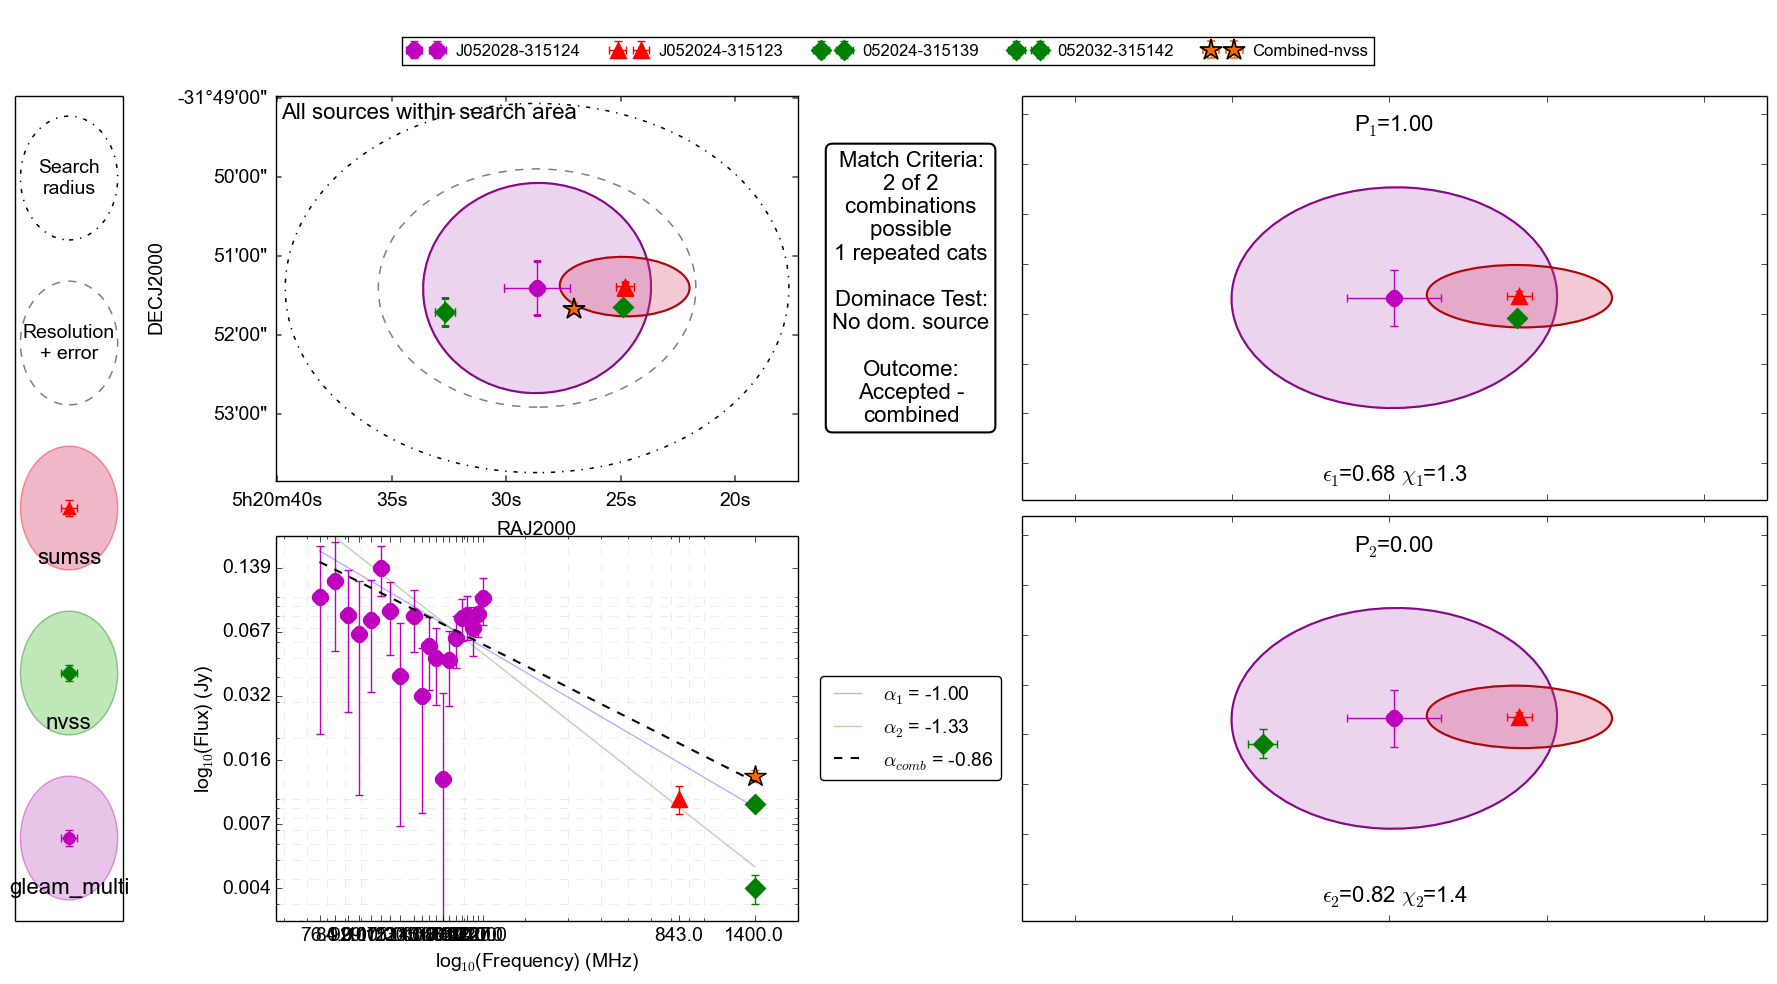 J052028-315124 J052024-315123 052024-315139 052032-315142 Combined-nvss
Search
radius
Resolution
+ error
sumss
nvss
gleam_multi
All sources within search area
-31°49'00"
50'00"
51'00"
52'00"
53'00"
DECJ2000
5h20m40s 35s 30s 25s 20s
RAJ2000
Match Criteria:
2 of 2
combinations
possible
1 repeated cats
Dominace Test:
No dom. source
Outcome:
Accepted -
combined
P1=1.00
ϵ1=0.68 χ1=1.3
0.139
0.067
0.032
0.016
0.007
0.004
log10(Flux) (Jy)
843.0 1400.0
log10(Frequency) (MHz)
α1 = -1.00
α2 = -1.33
αcomb = -0.86
P2=0.00
ϵ2=0.82 χ2=1.4